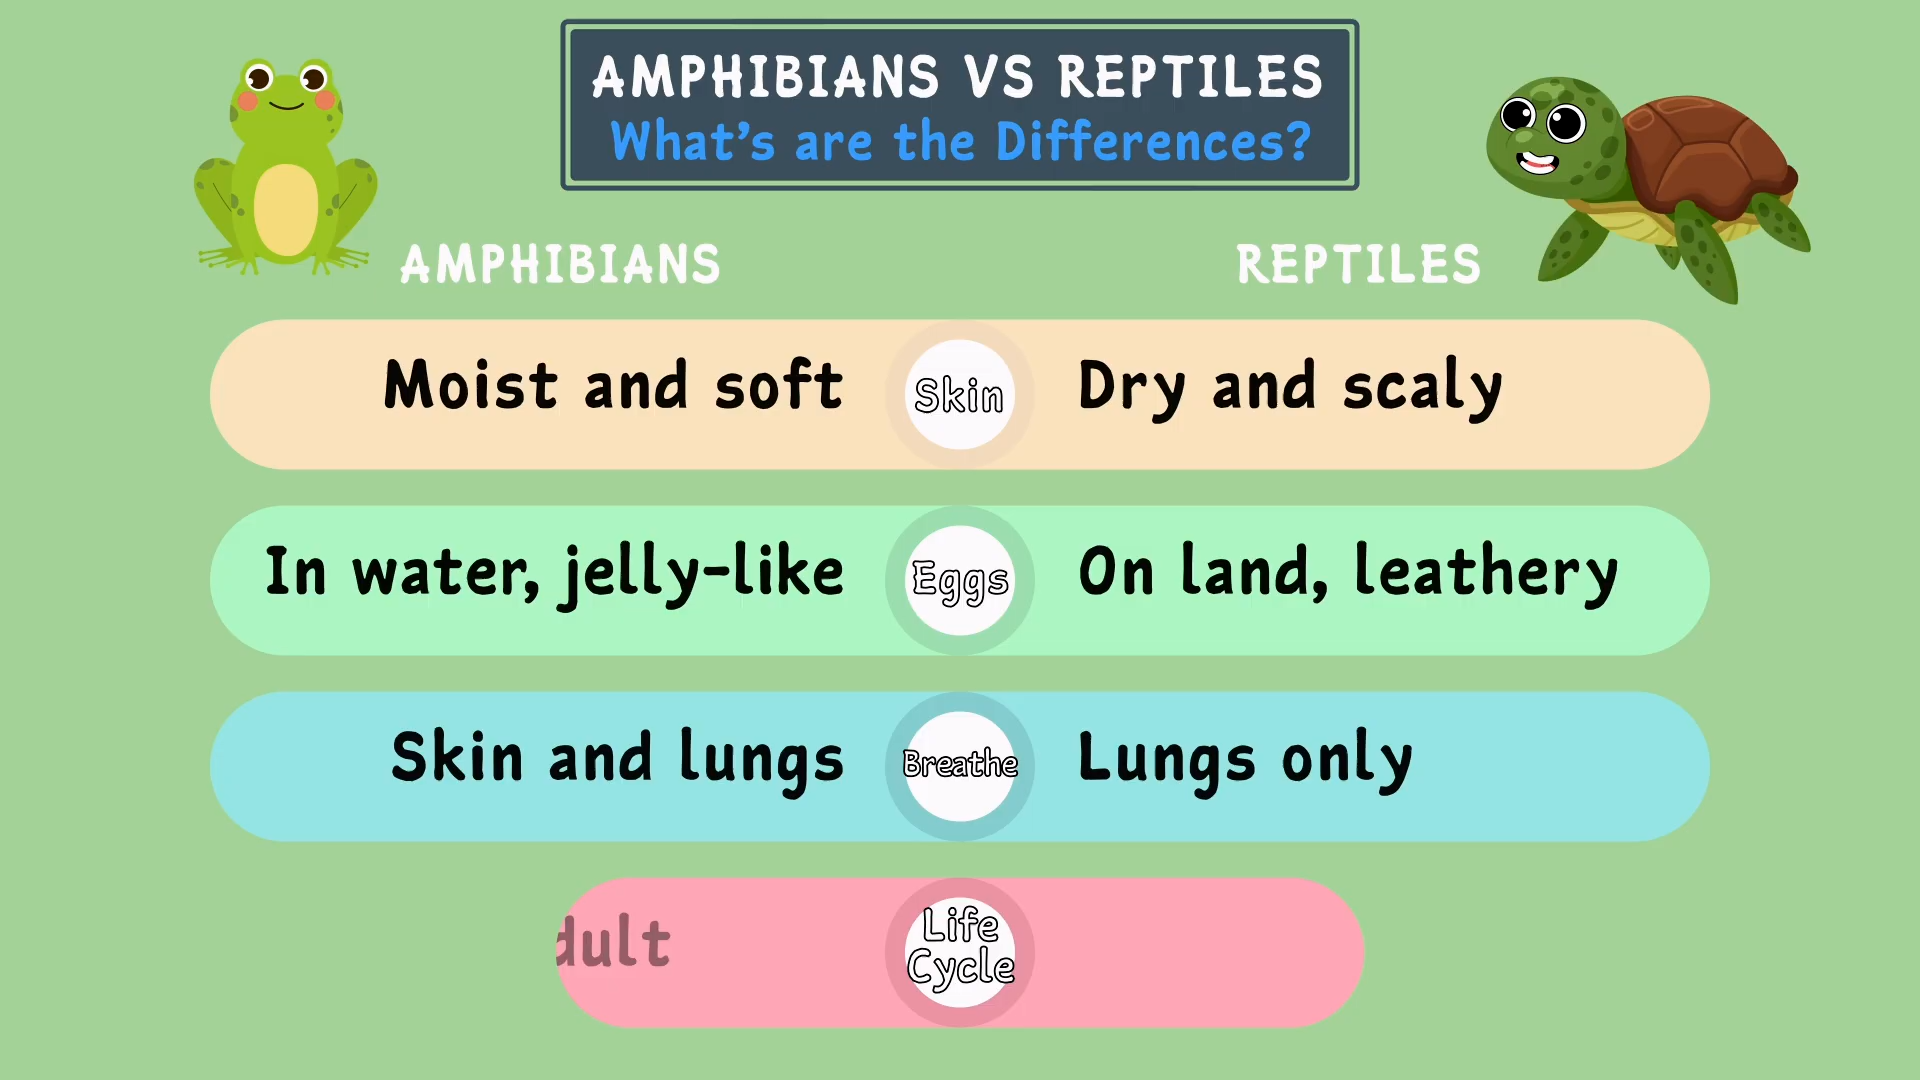 AMPHIBIANS VS REPTILES
What's are the Differences?
AMPHIBIANS
REPTILES
Moist and soft
Skin
Dry and scaly
In water, jelly-like
Eggs
On land, leathery
Skin and lungs
Breathe
Lungs only
dult
Life
Cycle